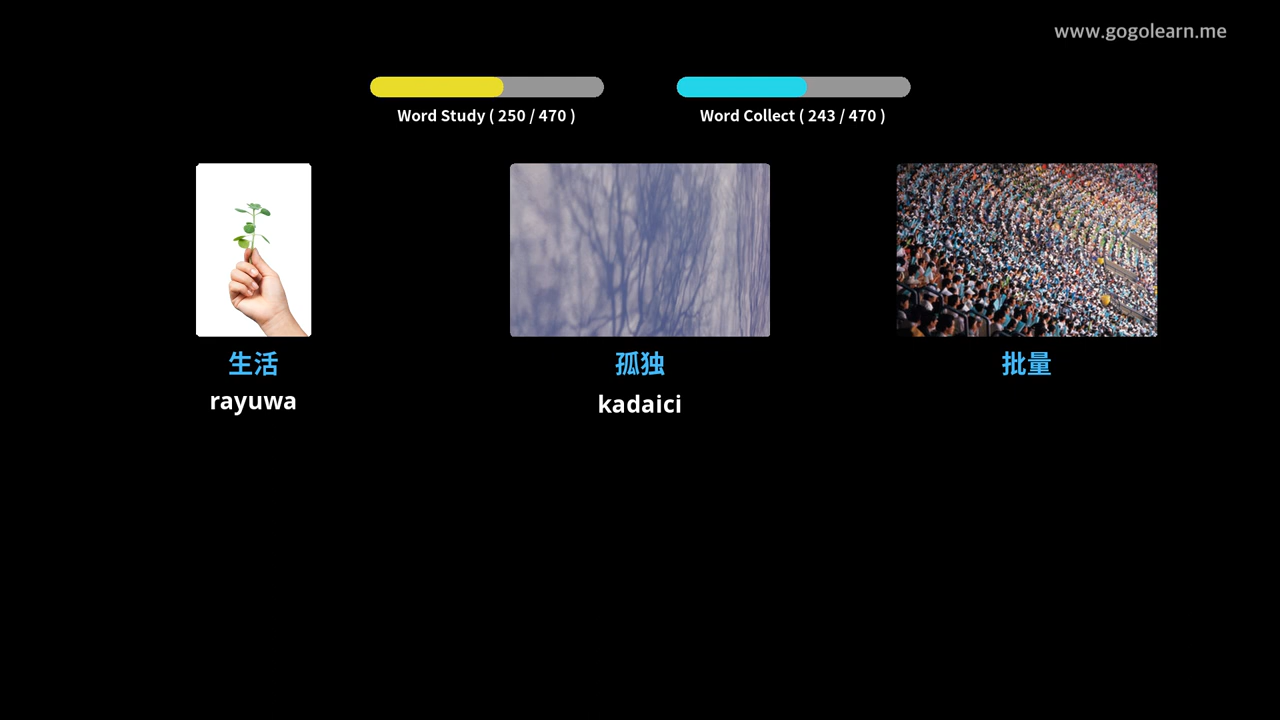 www.gogolearn.me
Word Study ( 250 / 470 )
Word Collect ( 243 / 470 )
生活
rayuwa
孤独
kadaici
批量